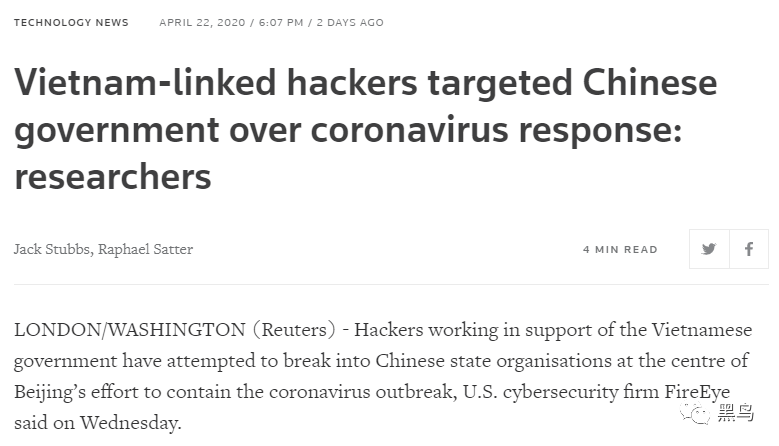 TECHNOLOGY NEWS APRIL 22, 2020 / 6:07 PM / 2 DAYS AGO
Vietnam-linked hackers targeted Chinese
government over coronavirus response:
researchers
Jack Stubbs, Raphael Satter 4 MIN READ
LONDON/WASHINGTON (Reuters) - Hackers working in support of the Vietnamese
government have attempted to break into Chinese state organisations at the centre of
Beijing’s effort to contain the coronavirus outbreak, U.S. cybersecurity firm FireEye
said on Wednesday.
黑鸟